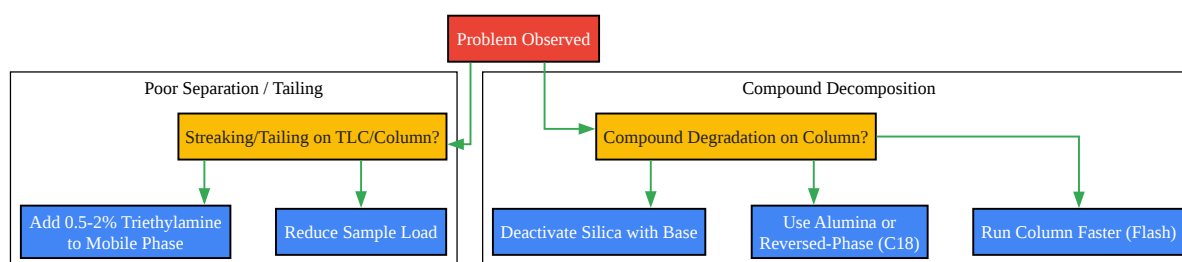 Problem Observed
Poor Separation / Tailing
Compound Decomposition
Streaking/Tailing on TLC/Column?
Compound Degradation on Column?
Add 0.5-2% Triethylamine
to Mobile Phase
Reduce Sample Load
Deactivate Silica with Base
Use Alumina or
Reversed-Phase (C18)
Run Column Faster (Flash)